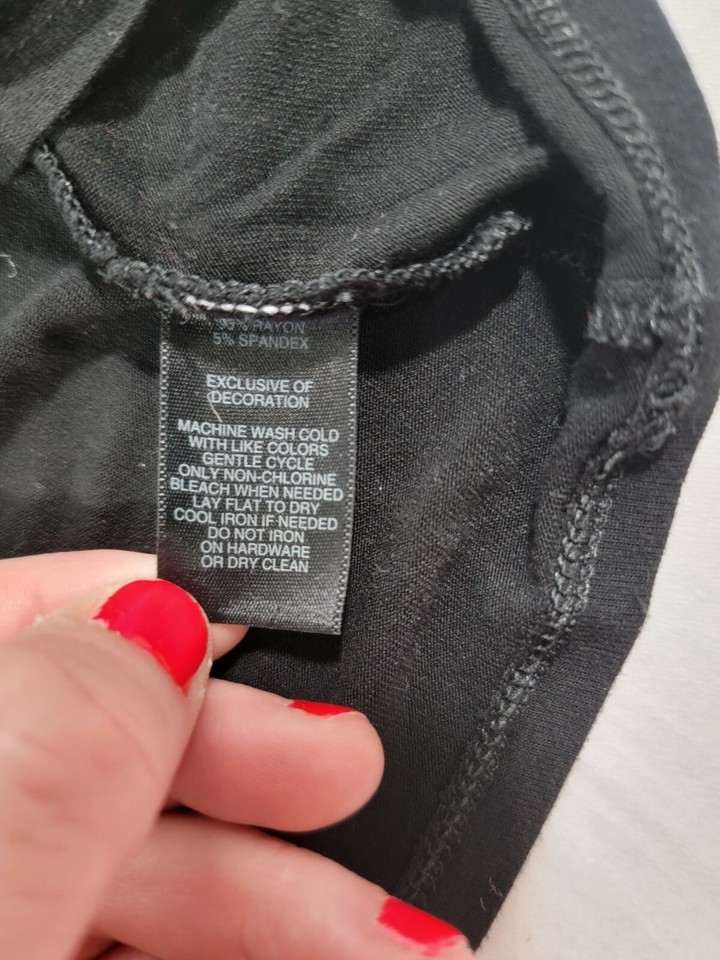 % RAYON
5% SPANDEX
EXCLUSIVE OF
DECORATION
MACHINE WASH COLD
WITH LIKE COLORS
GENTLE CYCLE
ONLY NON-CHLORINE
BLEACH WHEN NEEDED
LAY FLAT TO DRY
COOL IRON IF NEEDED
DO NOT IRON
ON HARDWARE
OR DRY CLEAN